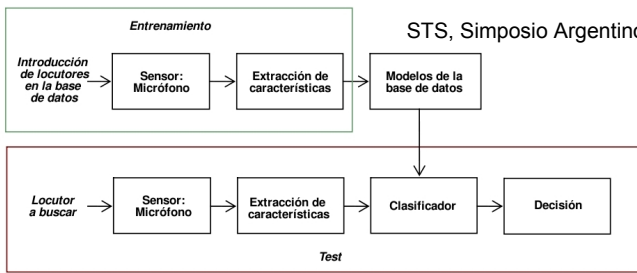 Entrenamiento
STS, Simposio Argentino
Introducción
de locutores
en la base
de datos
Sensor:
Micrófono
Extracción de
características
Modelos de la
base de datos
Locutor
a buscar
Sensor:
Micrófono
Extracción de
características
Clasificador
Decisión
Test